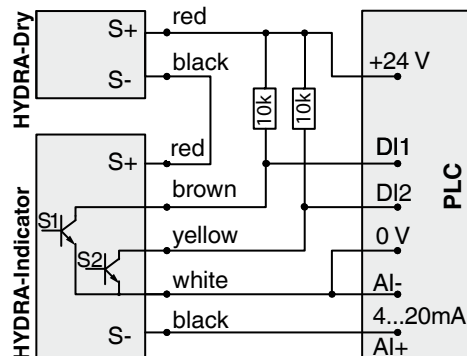 HYDRA-Dry
S+
S-
red
black
HYDRA-Indicator
S+
S1
S2
S-
red
brown
yellow
white
black
10k
10k
PLC
+24 V
DI1
DI2
0 V
AI-
4...20mA
AI+